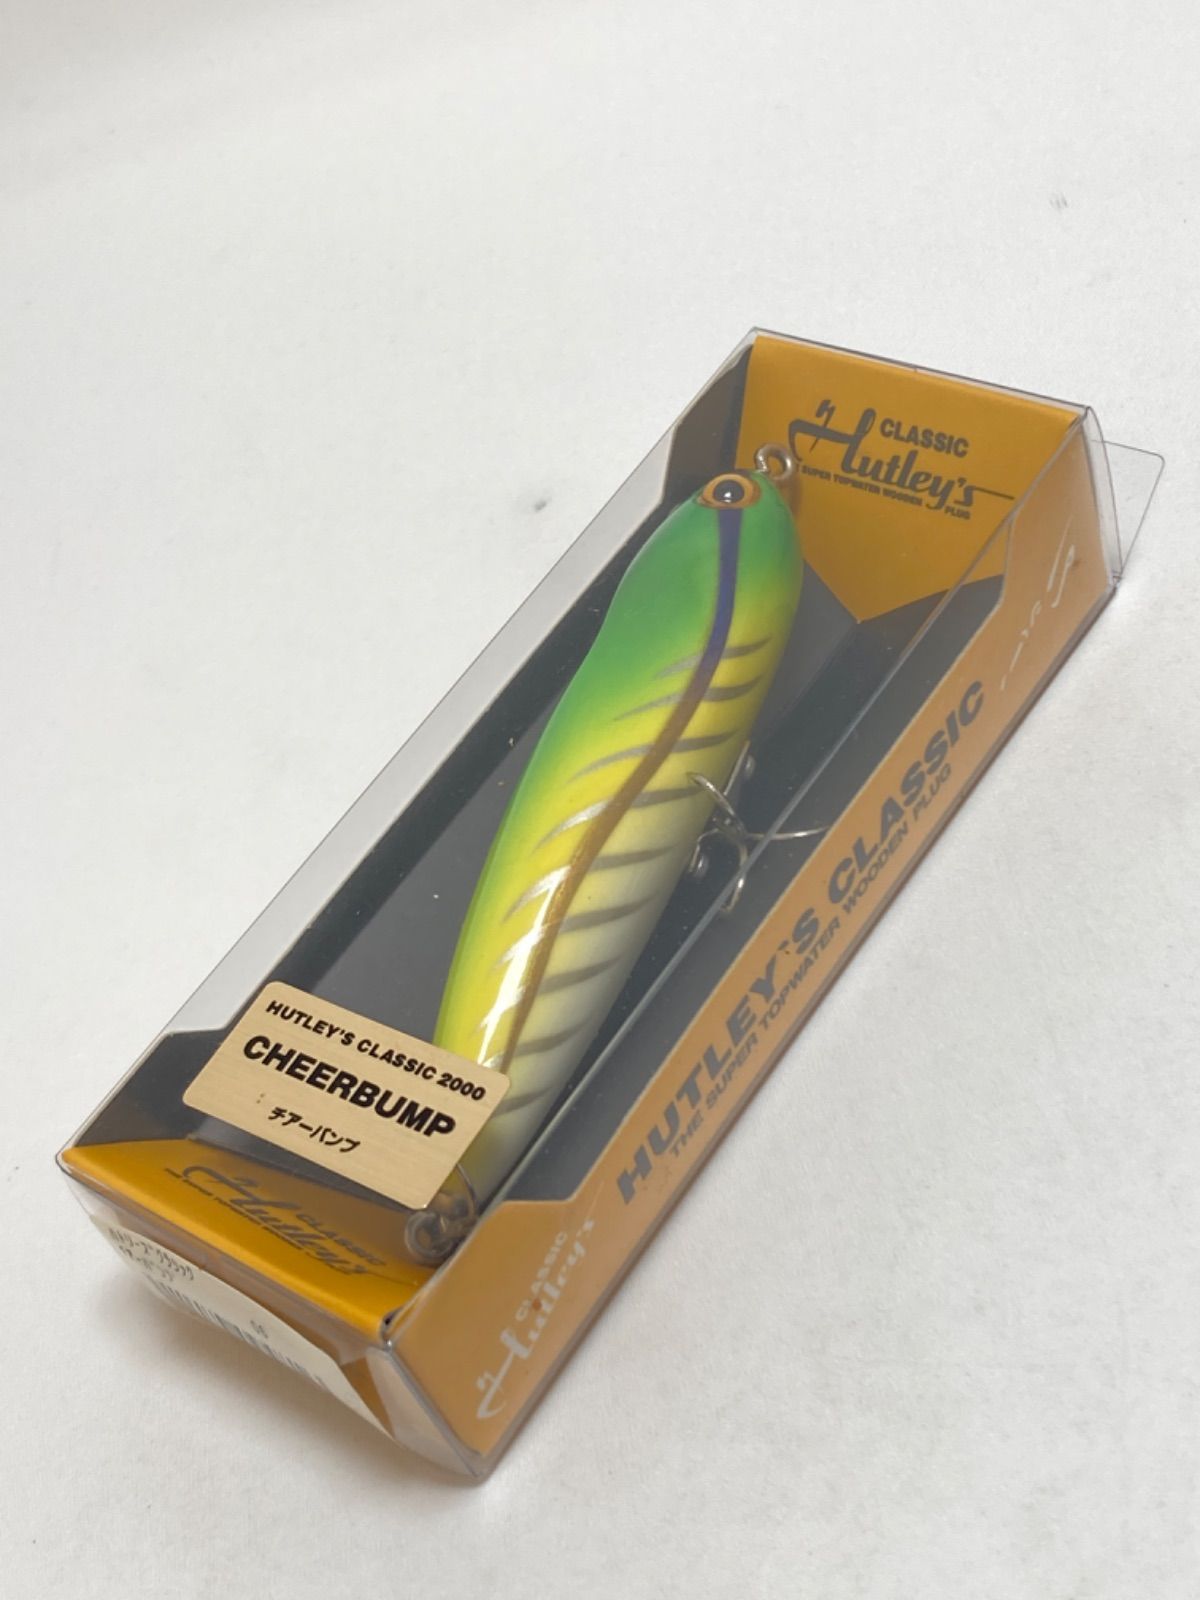 CLASSIC
Hutley's
SUPER TOPWATER WOODEN PLUG
HUTLEY'S CLASSIC
THE SUPER TOPWATER WOODEN PLUG
HUTLEY'S CLASSIC 2000
CHEERBUMP
チアーバンプ
CLASSIC
Hutley's
CLASSIC
Hutley's